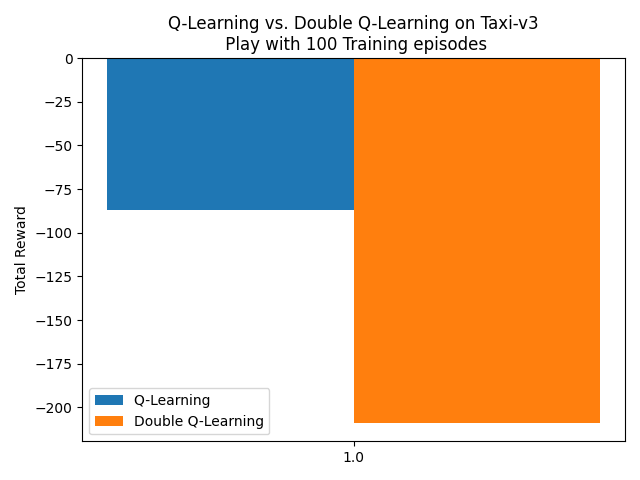 Q-Learning vs. Double Q-Learning on Taxi-v3
Play with 100 Training episodes
0
−25
−50
−75
−100
−125
−150
−175
−200
Total Reward
Q-Learning
Double Q-Learning
1.0